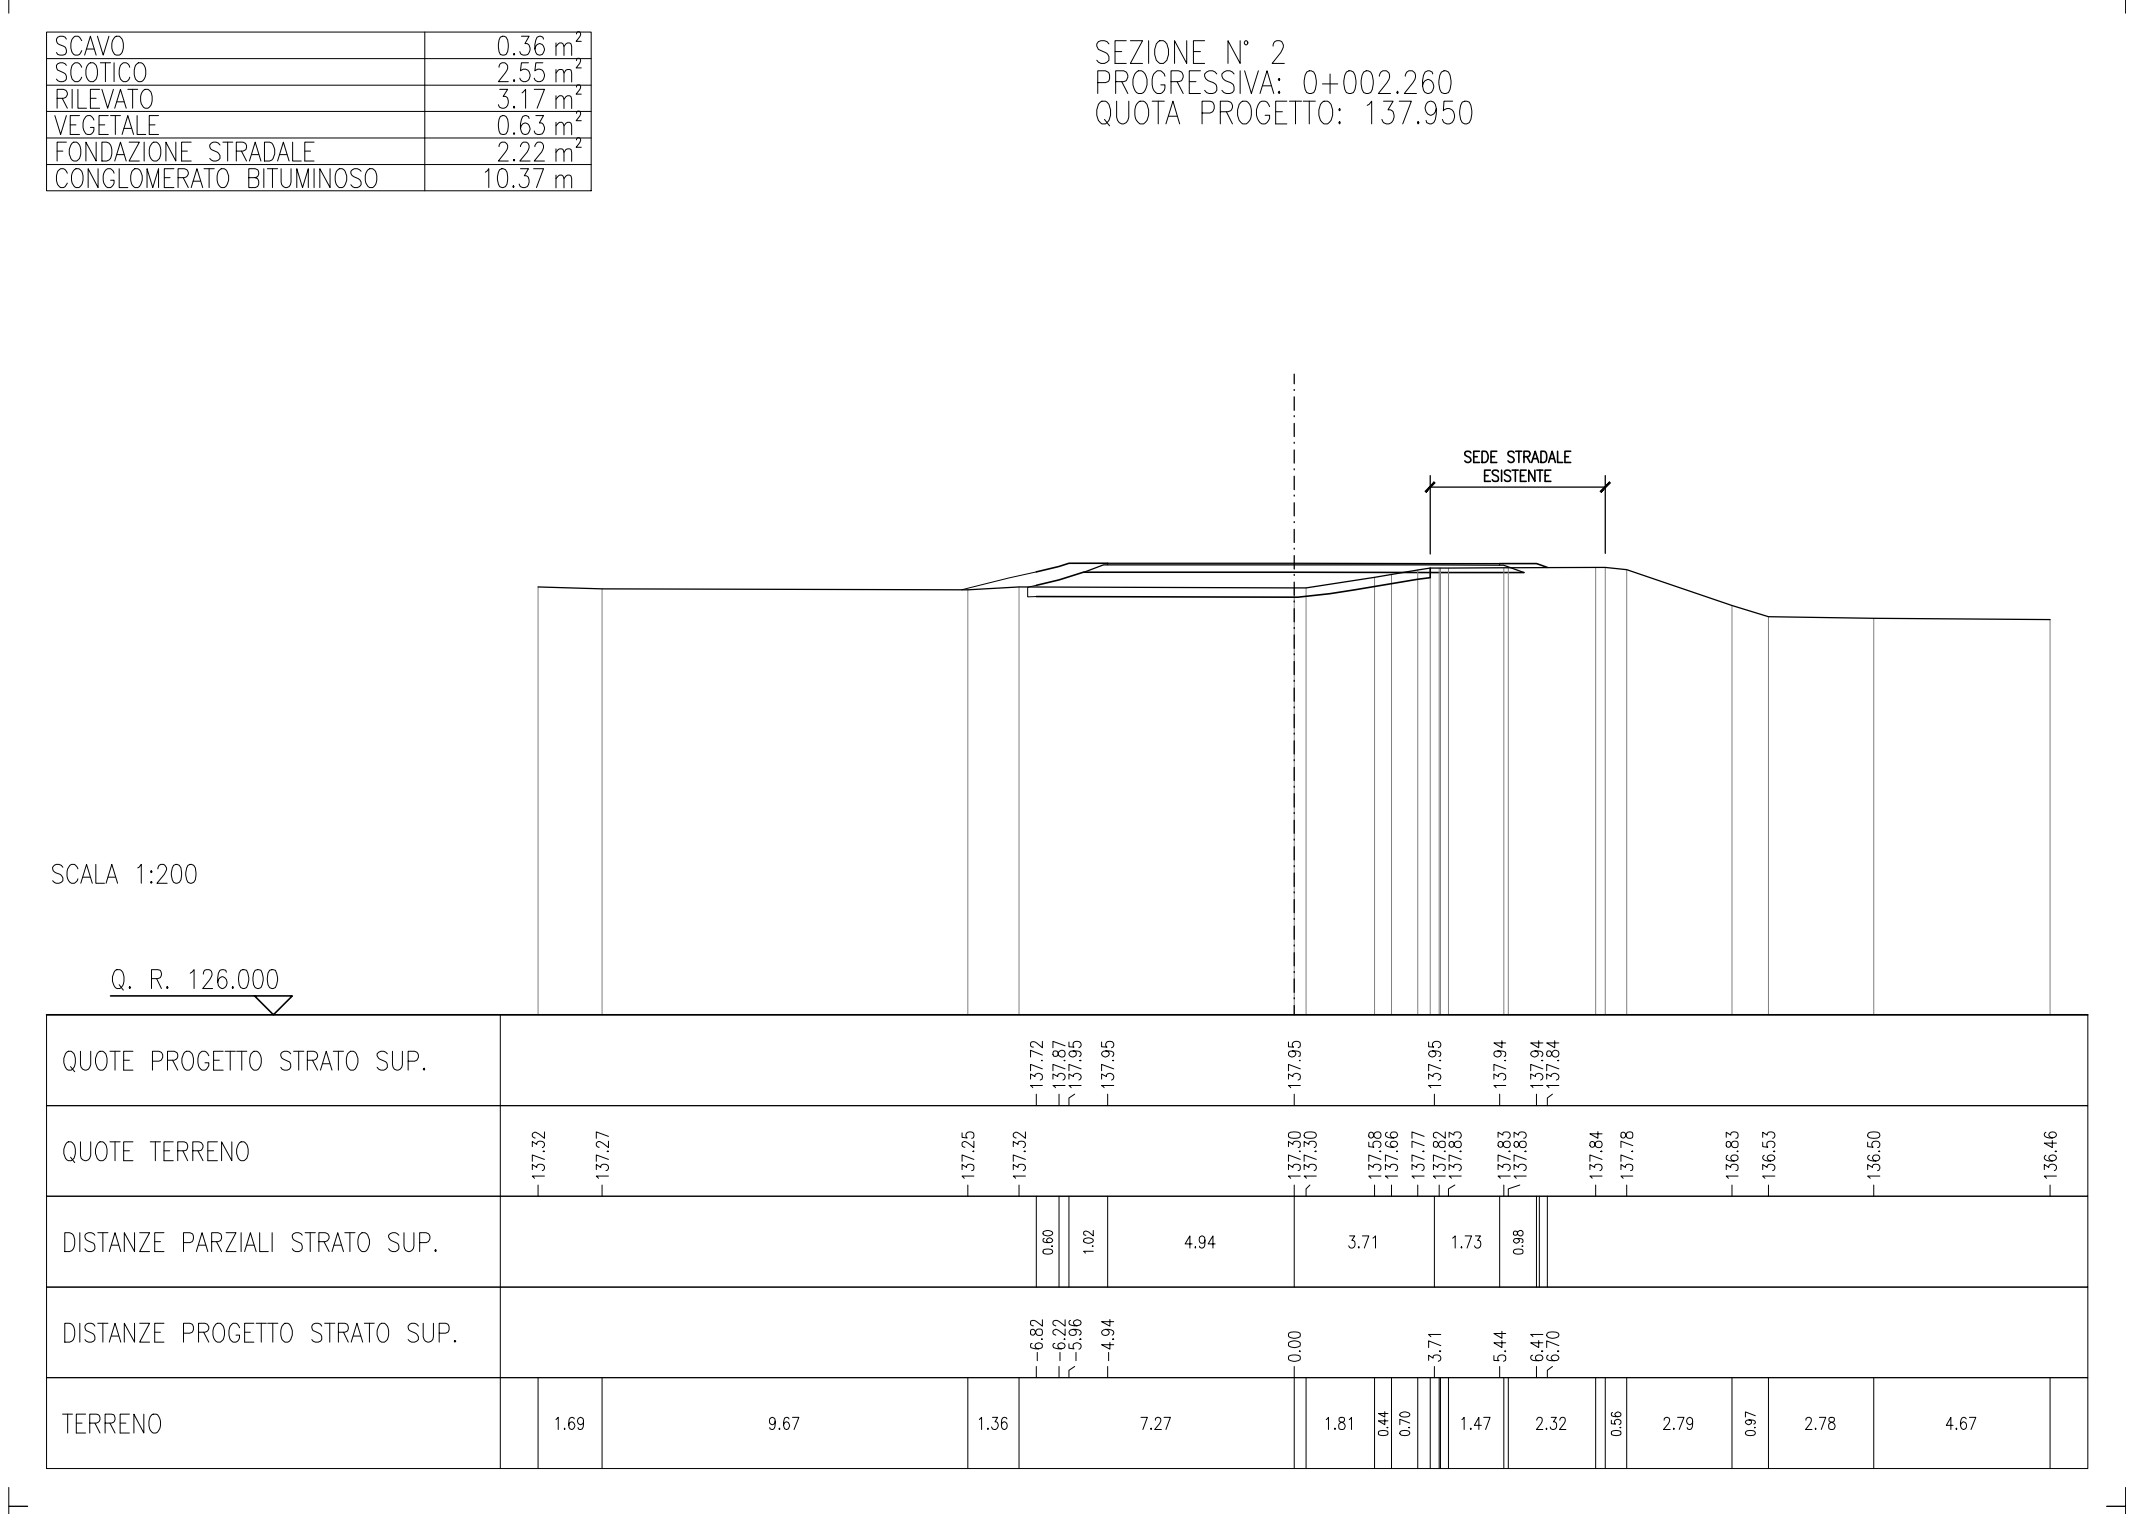 SCAVO 0.36 m²
SCOTICO 2.55 m²
RILEVATO 3.17 m²
VEGETALE 0.63 m²
FONDAZIONE STRADALE 2.22 m²
CONGLOMERATO BITUMINOSO 10.37 m
SEZIONE N° 2
PROGRESSIVA: 0+002.260
QUOTA PROGETTO: 137.950
SEDE STRADALE
ESISTENTE
SCALA 1:200
Q. R. 126.000
QUOTE PROGETTO STRATO SUP. 137.72 137.87 137.95 137.95 137.95 137.95 137.94 137.94 137.84
QUOTE TERRENO 137.32 137.27 137.25 137.32 137.30 137.30 137.58 137.66 137.77 137.82 137.83 137.83 137.83 137.84 137.78 136.83 136.53 136.50 136.46
DISTANZE PARZIALI STRATO SUP. 0.60 1.02 4.94 3.71 1.73 0.98
DISTANZE PROGETTO STRATO SUP. -6.82 -6.22 -5.96 -4.94 0.00 3.71 5.44 6.41 6.70
TERRENO 1.69 9.67 1.36 7.27 1.81 0.44 0.70 1.47 2.32 0.56 2.79 0.97 2.78 4.67